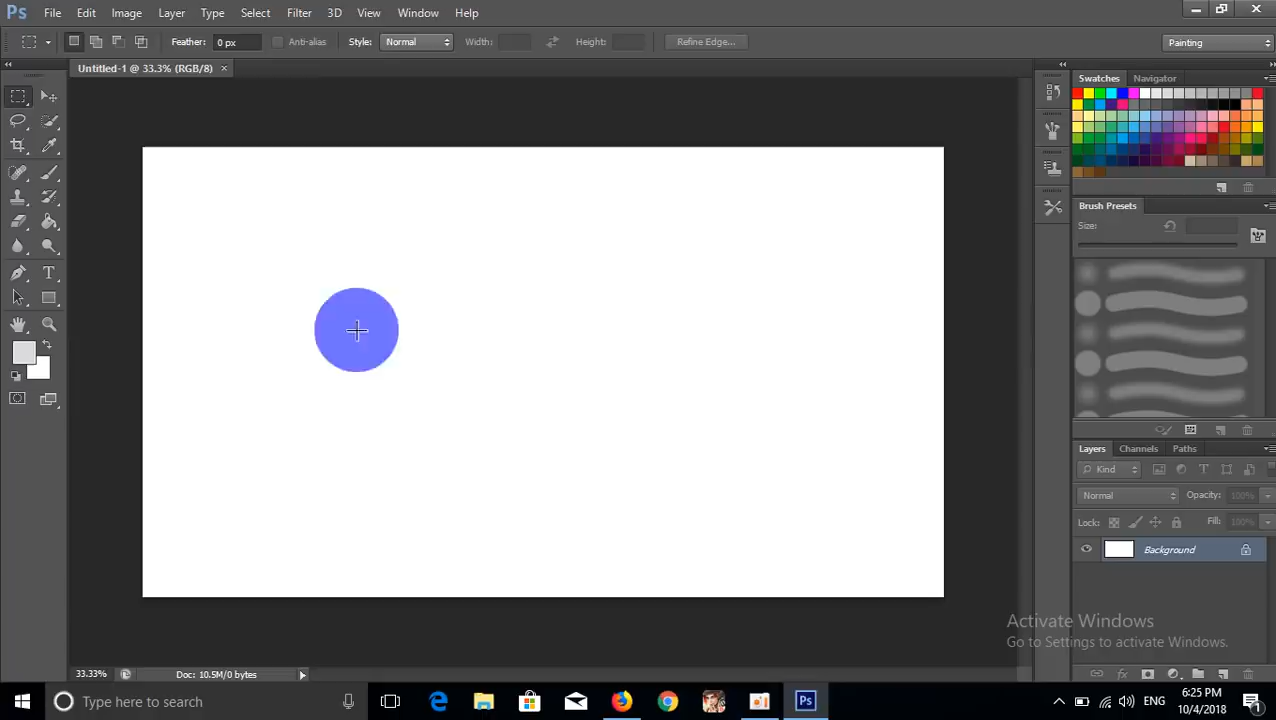 Ps File Edit Image Layer Type Select Filter 3D View Window Help
Feather: 0 px Anti-alias Style: Normal Width: Height: Refine Edge... Painting
Untitled-1 @ 33.3% (RGB/8) ×
Swatches Navigator
Brush Presets
Size:
Layers Channels Paths
Kind
Normal Opacity: 100%
Lock: Fill: 100%
Background
Activate Windows
Go to Settings to activate Windows.
33.33% Doc: 10.5M/0 bytes
Type here to search Ps ENG 6:25 PM
10/4/2018 1